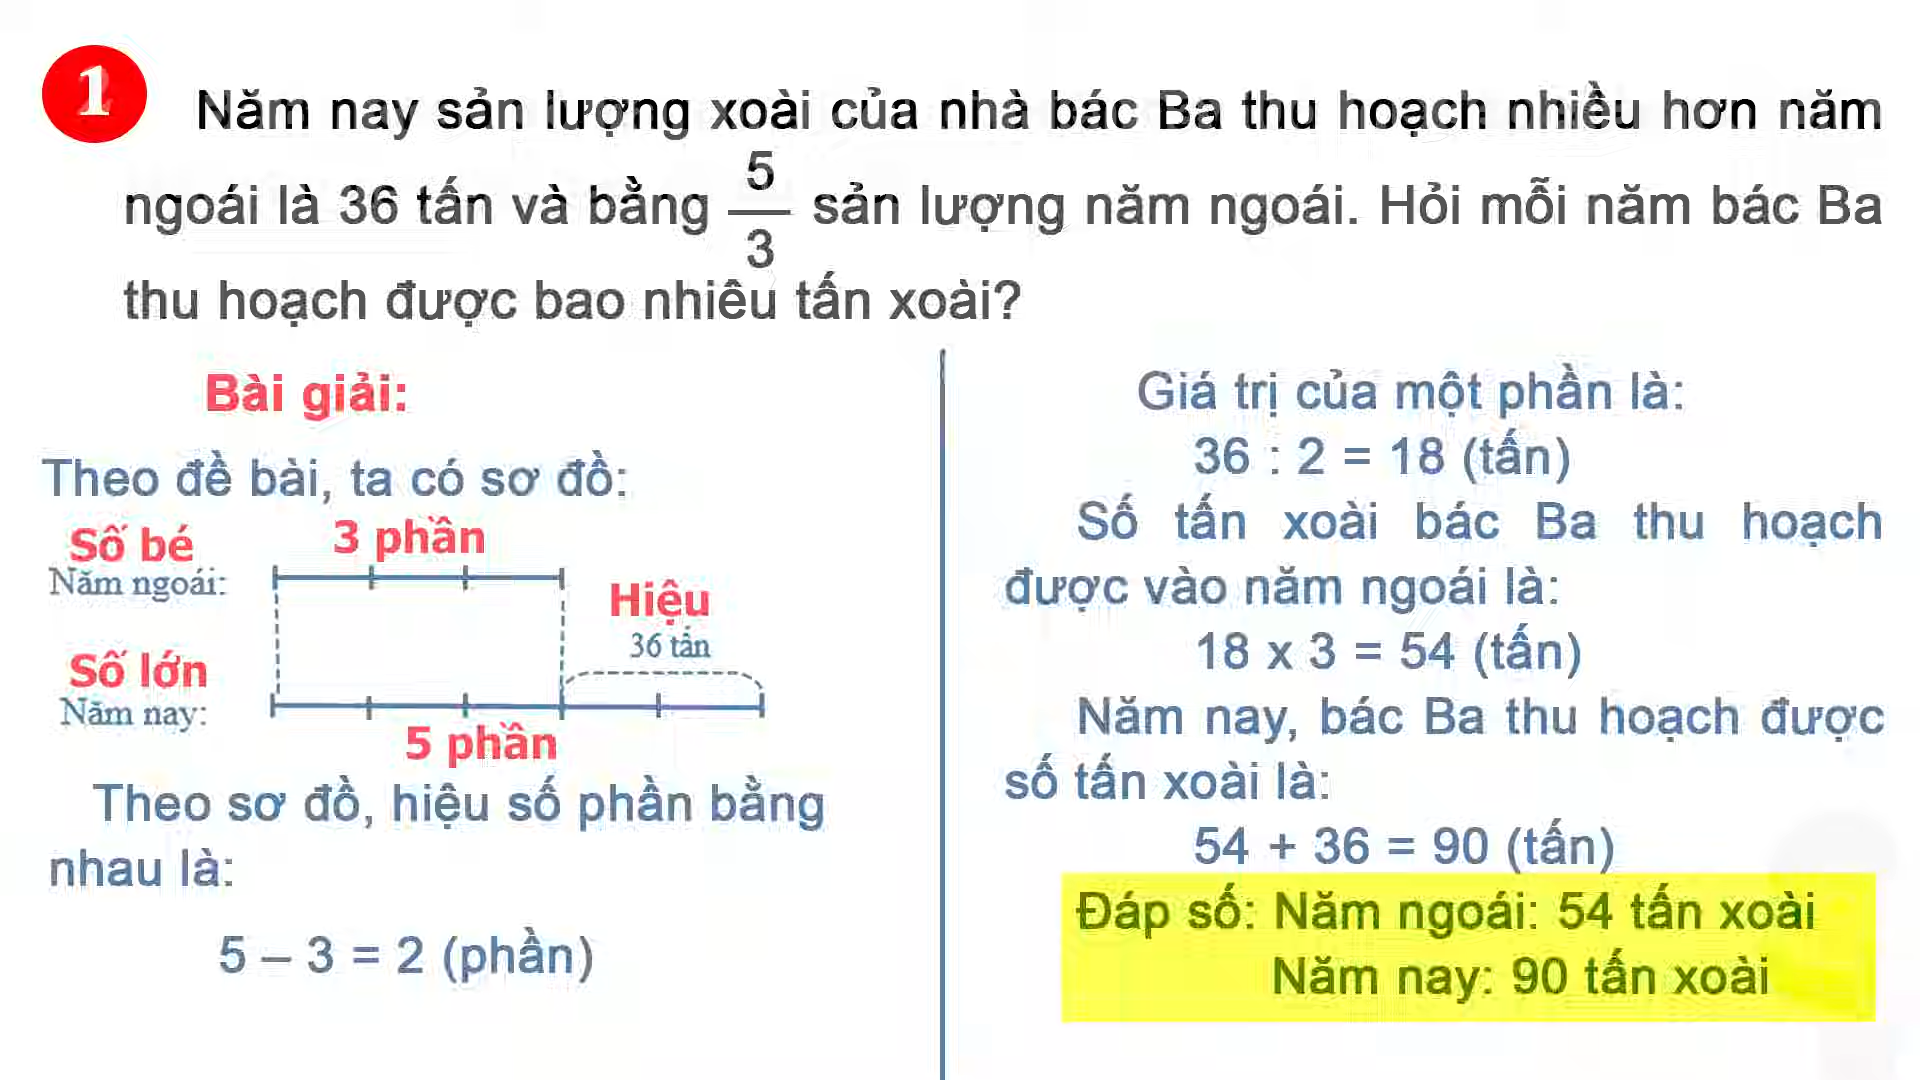 1
Năm nay sản lượng xoài của nhà bác Ba thu hoạch nhiều hơn năm
ngoái là 36 tấn và bằng 5/3 sản lượng năm ngoái. Hỏi mỗi năm bác Ba
thu hoạch được bao nhiêu tấn xoài?
Bài giải:
Theo đề bài, ta có sơ đồ:
Số bé
3 phần
Năm ngoái:
Hiệu
36 tấn
Số lớn
Năm nay:
5 phần
Theo sơ đồ, hiệu số phần bằng
nhau là:
5 – 3 = 2 (phần)
Giá trị của một phần là:
36 : 2 = 18 (tấn)
Số tấn xoài bác Ba thu hoạch
được vào năm ngoái là:
18 x 3 = 54 (tấn)
Năm nay, bác Ba thu hoạch được
số tấn xoài là:
54 + 36 = 90 (tấn)
Đáp số: Năm ngoái: 54 tấn xoài
Năm nay: 90 tấn xoài